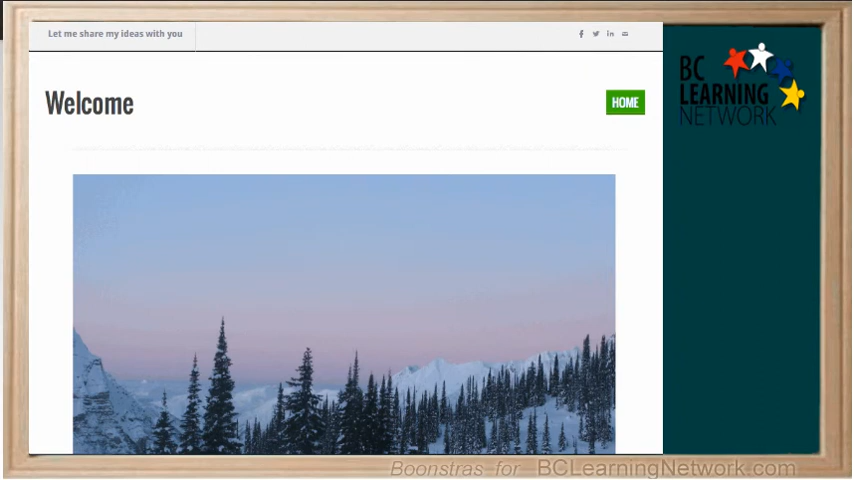 Let me share my ideas with you
Welcome
HOME
BC
LEARNING
NETWORK
Boonstras for BCLearningNetwork.com